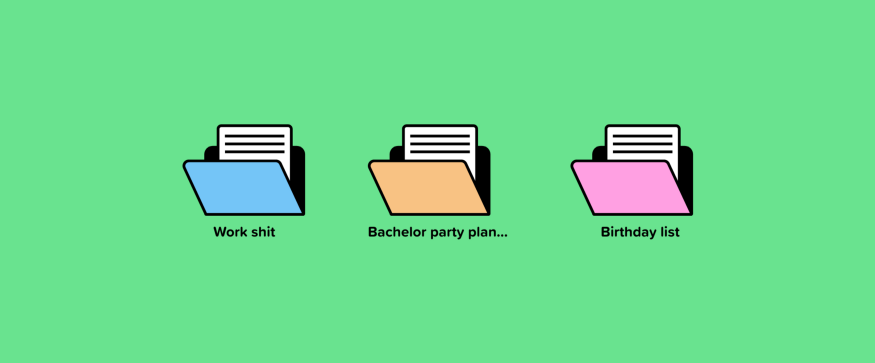 Work shit
Bachelor party plan...
Birthday list